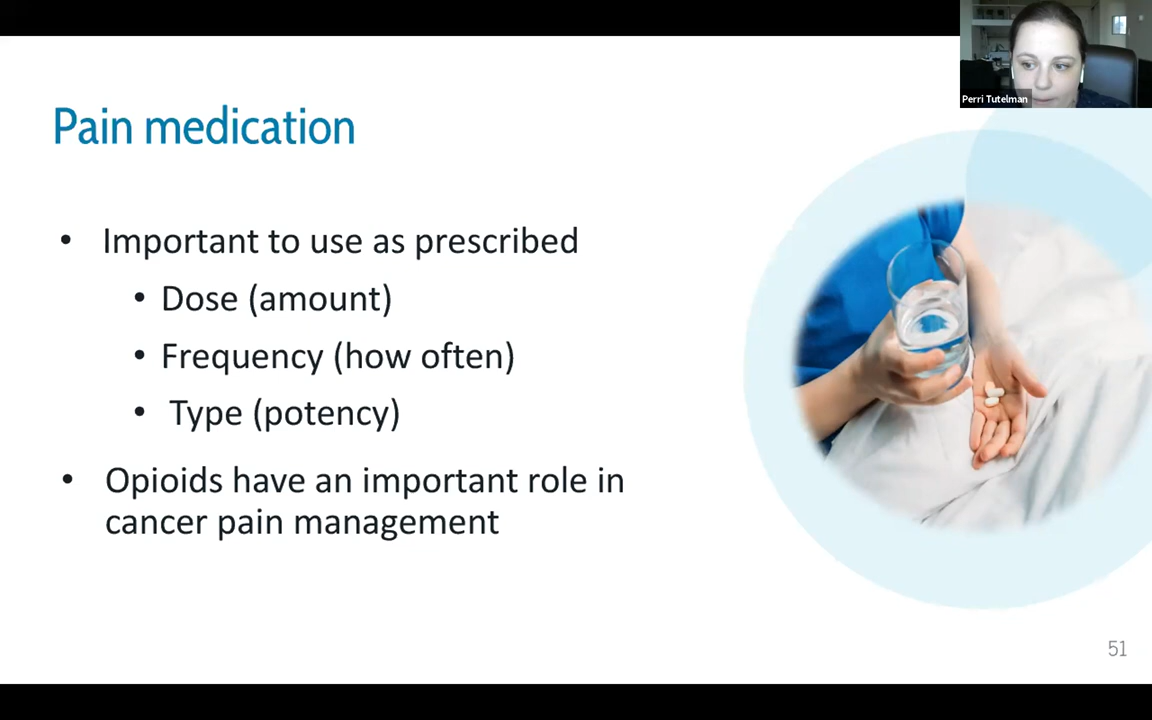 Perri Tutelman
Pain medication
• Important to use as prescribed
• Dose (amount)
• Frequency (how often)
• Type (potency)
• Opioids have an important role in
cancer pain management
51